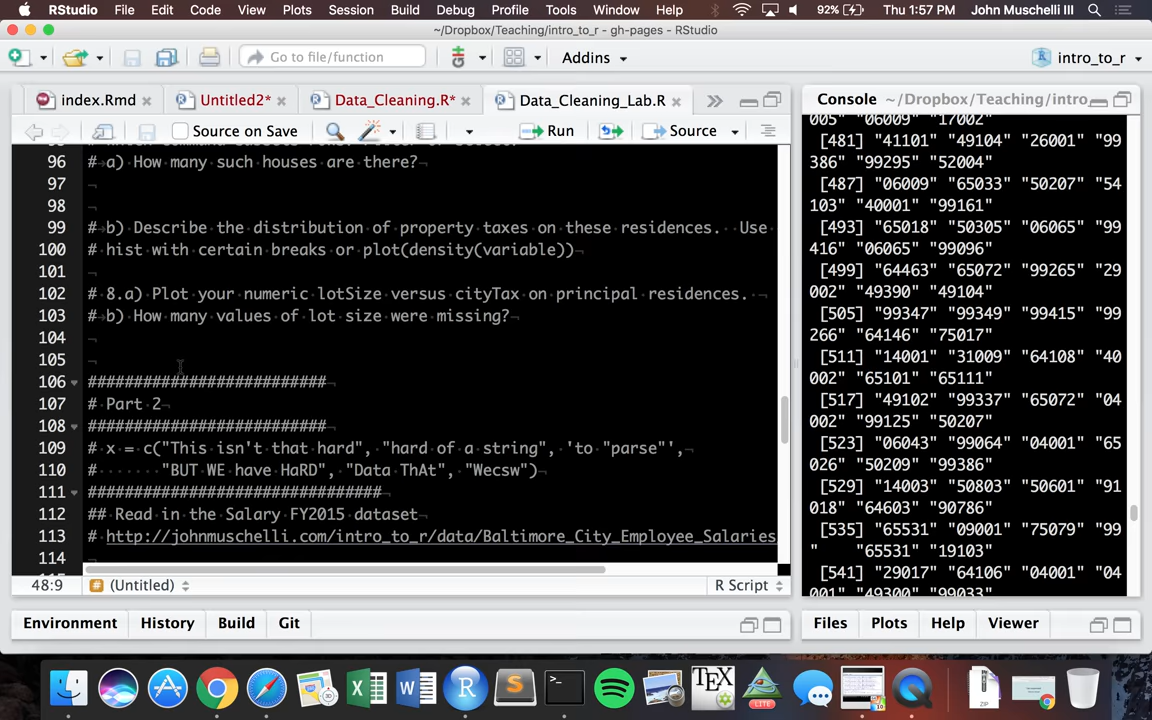 RStudio File Edit Code View Plots Session Build Debug Profile Tools Window Help 92% Thu 1:57 PM John Muschelli III
~/Dropbox/Teaching/intro_to_r - gh-pages - RStudio
Go to file/function Addins intro_to_r
index.Rmd Untitled2* Data_Cleaning.R* Data_Cleaning_Lab.R
Source on Save Run Source
96 # a) How many such houses are there?
97
98
99 # b) Describe the distribution of property taxes on these residences. Use
100 # hist with certain breaks or plot(density(variable))
101
102 # 8.a) Plot your numeric lotSize versus cityTax on principal residences.
103 # b) How many values of lot size were missing?
104
105
106 ##########################
107 # Part 2
108 ##########################
109 # x = c("This isn't that hard", "hard of a string", 'to "parse"',
110 # "BUT WE have HaRD", "Data ThAt", "Wecsw")
111 ################################
112 ## Read in the Salary FY2015 dataset
113 # http://johnmuschelli.com/intro_to_r/data/Baltimore_City_Employee_Salaries
114
48:9 (Untitled) R Script
Environment History Build Git
Console ~/Dropbox/Teaching/intro_
005" "06009" "17002"
[481] "41101" "49104" "26001" "99
386" "99295" "52004"
[487] "06009" "65033" "50207" "54
103" "40001" "99161"
[493] "65018" "50305" "06065" "99
416" "06065" "99096"
[499] "64463" "65072" "99265" "29
002" "49390" "49104"
[505] "99347" "99349" "99415" "99
266" "64146" "75017"
[511] "14001" "31009" "64108" "40
002" "65101" "65111"
[517] "49102" "99337" "65072" "04
002" "99125" "50207"
[523] "06043" "99064" "04001" "65
026" "50209" "99386"
[529] "14003" "50803" "50601" "91
018" "64603" "90786"
[535] "65531" "09001" "75079" "99
" "65531" "19103"
[541] "29017" "64106" "04001" "04
001" "49300" "99033"
Files Plots Help Viewer
TEX
LITE
ZIP